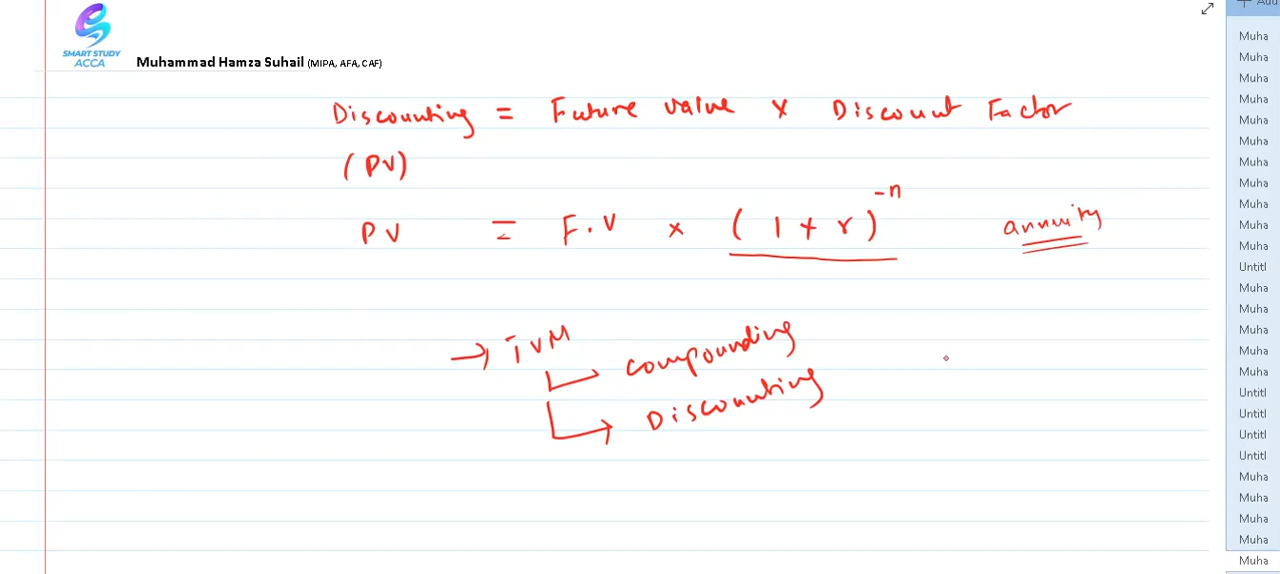 Add
SMART STUDY
ACCA
Muhammad Hamza Suhail (MIPA, AFA, CAF)
Discounting = Future value x Discount Factor
(PV)
PV = F.V x (1 + r)^-n annuity
→ TVM
Compounding
Discounting
Muha
Muha
Muha
Muha
Muha
Muha
Muha
Muha
Muha
Muha
Muha
Untitl
Muha
Muha
Muha
Muha
Muha
Untitl
Untitl
Untitl
Untitl
Muha
Muha
Muha
Muha
Muha